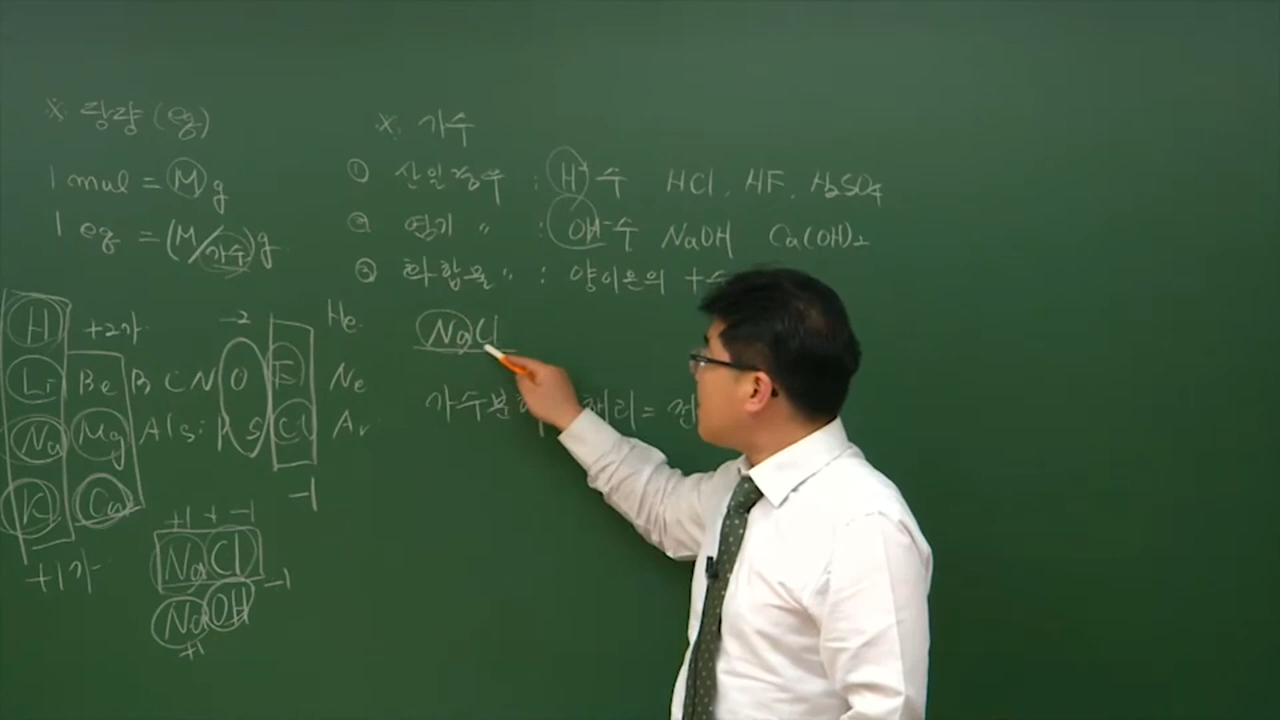 ※ 당량 (eq)
1 mol = M g
1 eq = (M/가수)g
※ 가수
① 산일경우 : H⁺수 HCl, HF, H₂SO₄
② 염기 〃 : OH⁻수 NaOH Ca(OH)₂
③ 화합물 〃 : 양이온의 +수
NaCl
가수분해
H +2가 -2 He
Li Be B C N O F Ne
Na Mg Al Si P S Cl Ar
K Ca -1
+1가
+1 + -1
NaCl
NaOH -1
+1